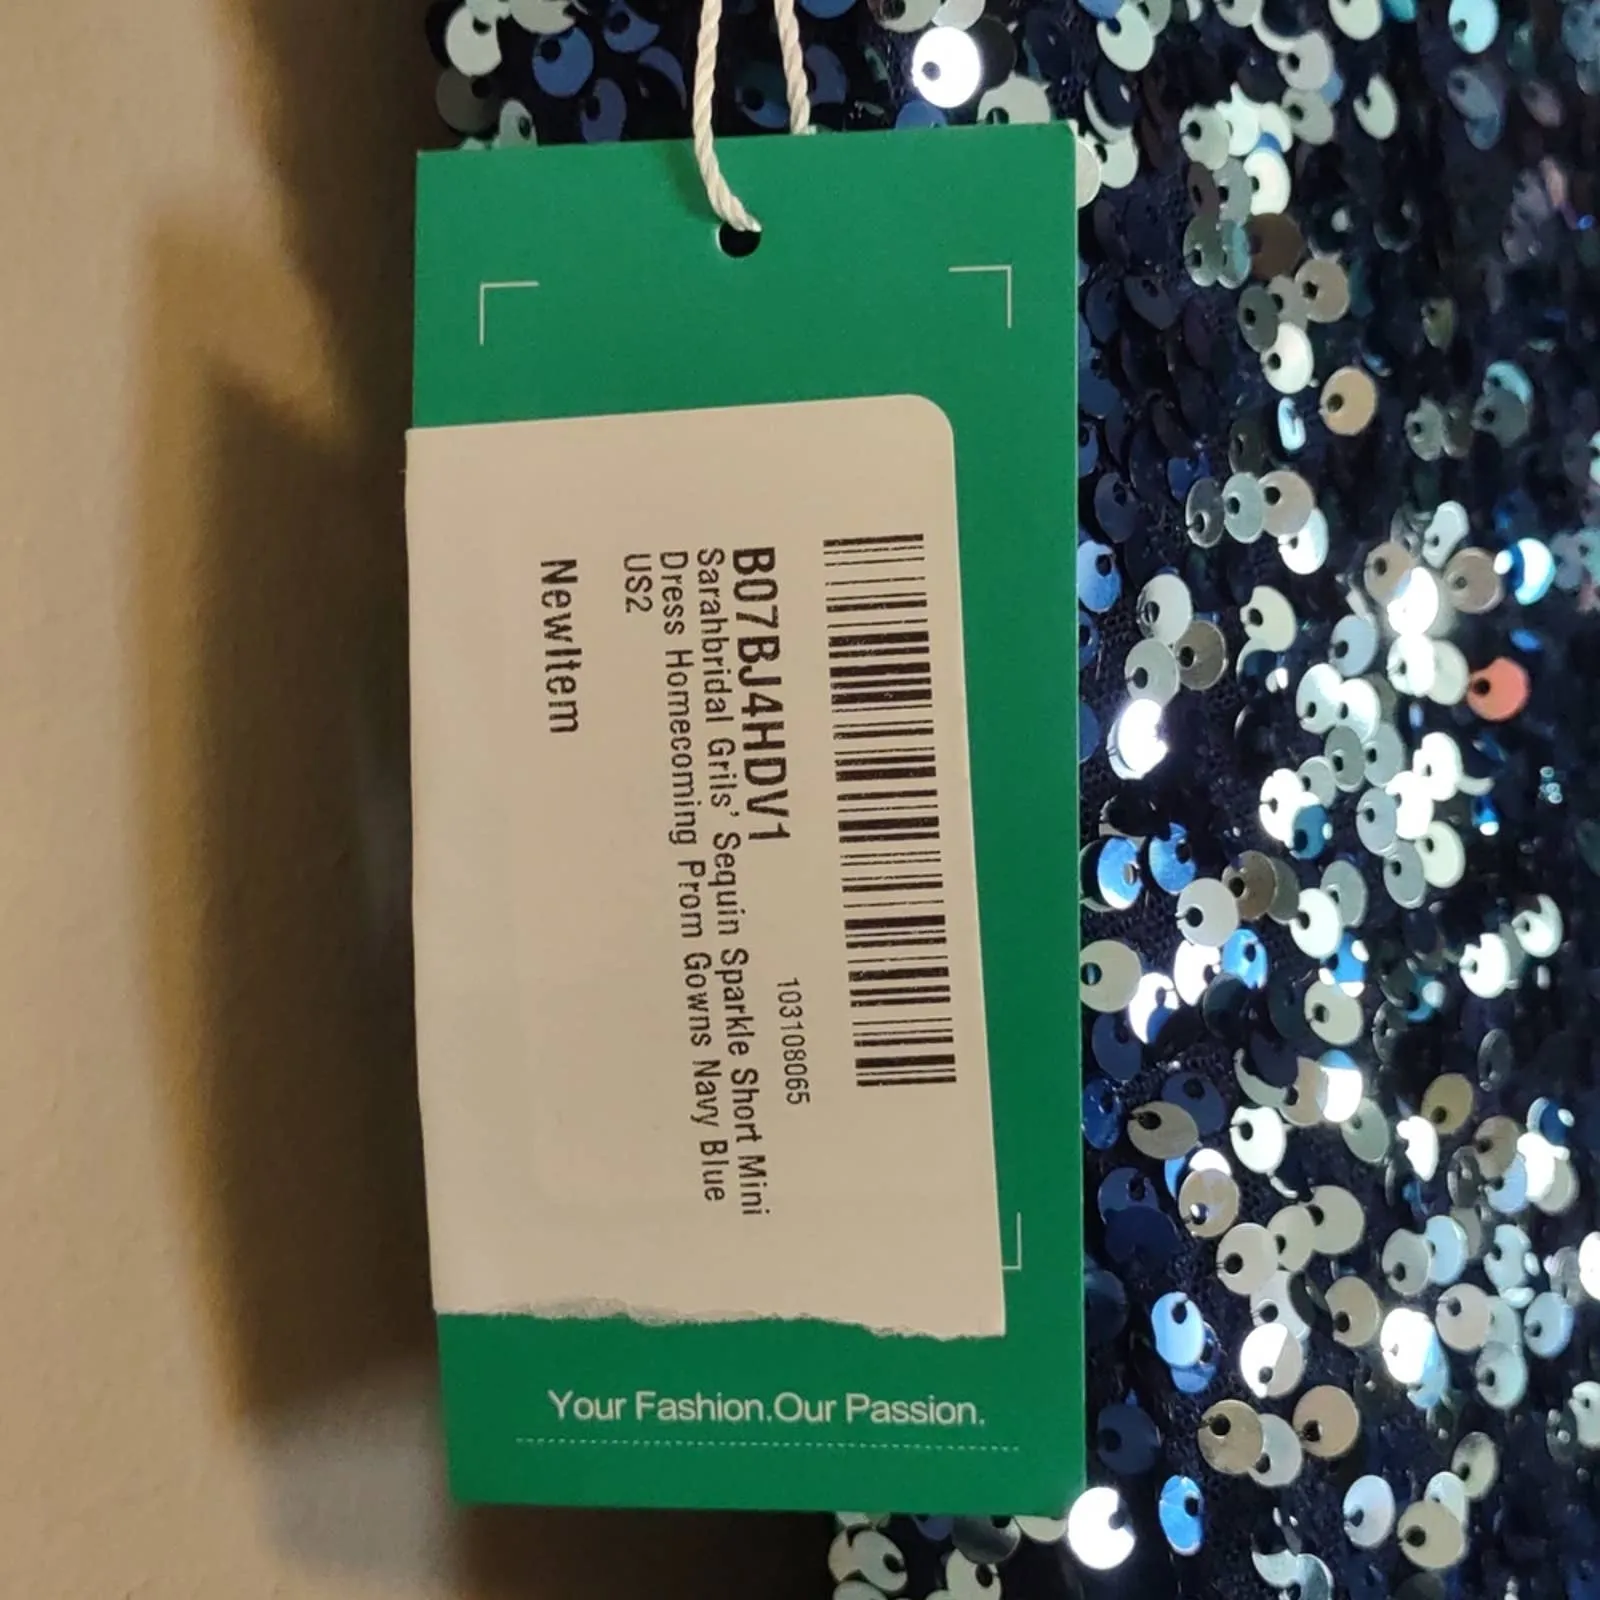 B07BJ4HDV1
103108065
Sarahbridal Grils' Sequin Sparkle Short Mini
Dress Homecoming Prom Gowns Navy Blue
US2
NewItem
Your Fashion.Our Passion.